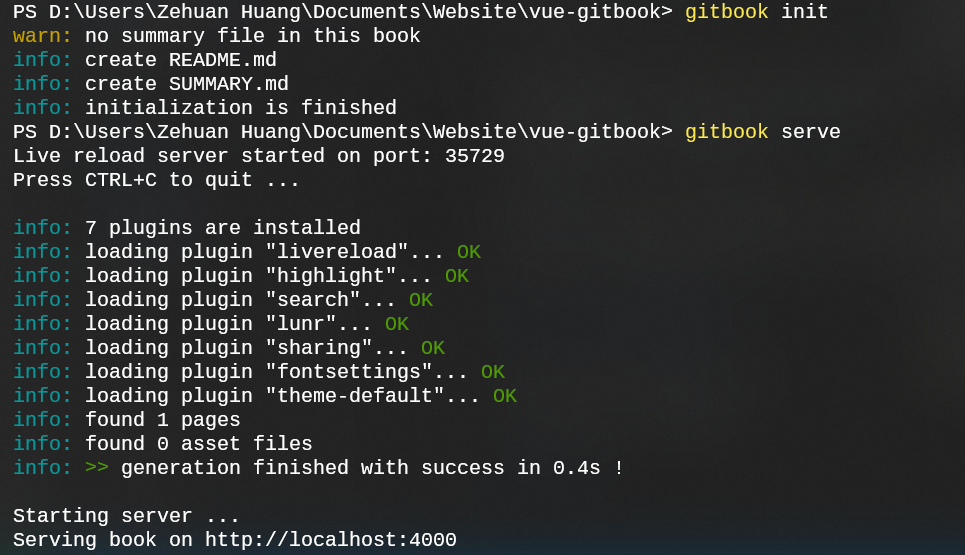 PS D:\Users\Zehuan Huang\Documents\Website\vue-gitbook> gitbook init
warn: no summary file in this book
info: create README.md
info: create SUMMARY.md
info: initialization is finished
PS D:\Users\Zehuan Huang\Documents\Website\vue-gitbook> gitbook serve
Live reload server started on port: 35729
Press CTRL+C to quit ...
info: 7 plugins are installed
info: loading plugin "livereload"... OK
info: loading plugin "highlight"... OK
info: loading plugin "search"... OK
info: loading plugin "lunr"... OK
info: loading plugin "sharing"... OK
info: loading plugin "fontsettings"... OK
info: loading plugin "theme-default"... OK
info: found 1 pages
info: found 0 asset files
info: >> generation finished with success in 0.4s !
Starting server ...
Serving book on http://localhost:4000